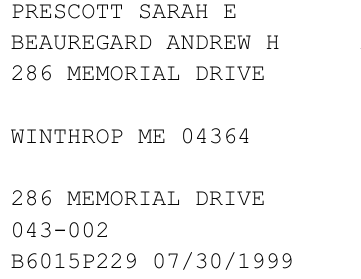 PRESCOTT SARAH E
BEAUREGARD ANDREW H
286 MEMORIAL DRIVE
WINTHROP ME 04364
286 MEMORIAL DRIVE
043-002
B6015P229 07/30/1999